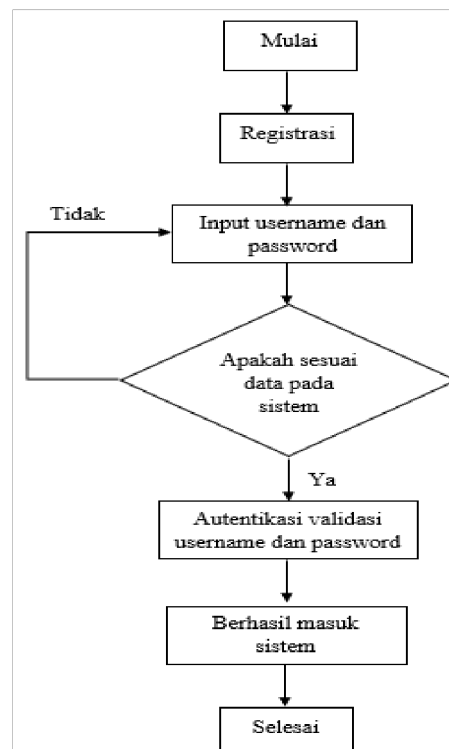 Mulai
Registrasi
Tidak
Input username dan
password
Apakah sesuai
data pada
sistem
Ya
Autentikasi validasi
username dan password
Berhasil masuk
sistem
Selesai